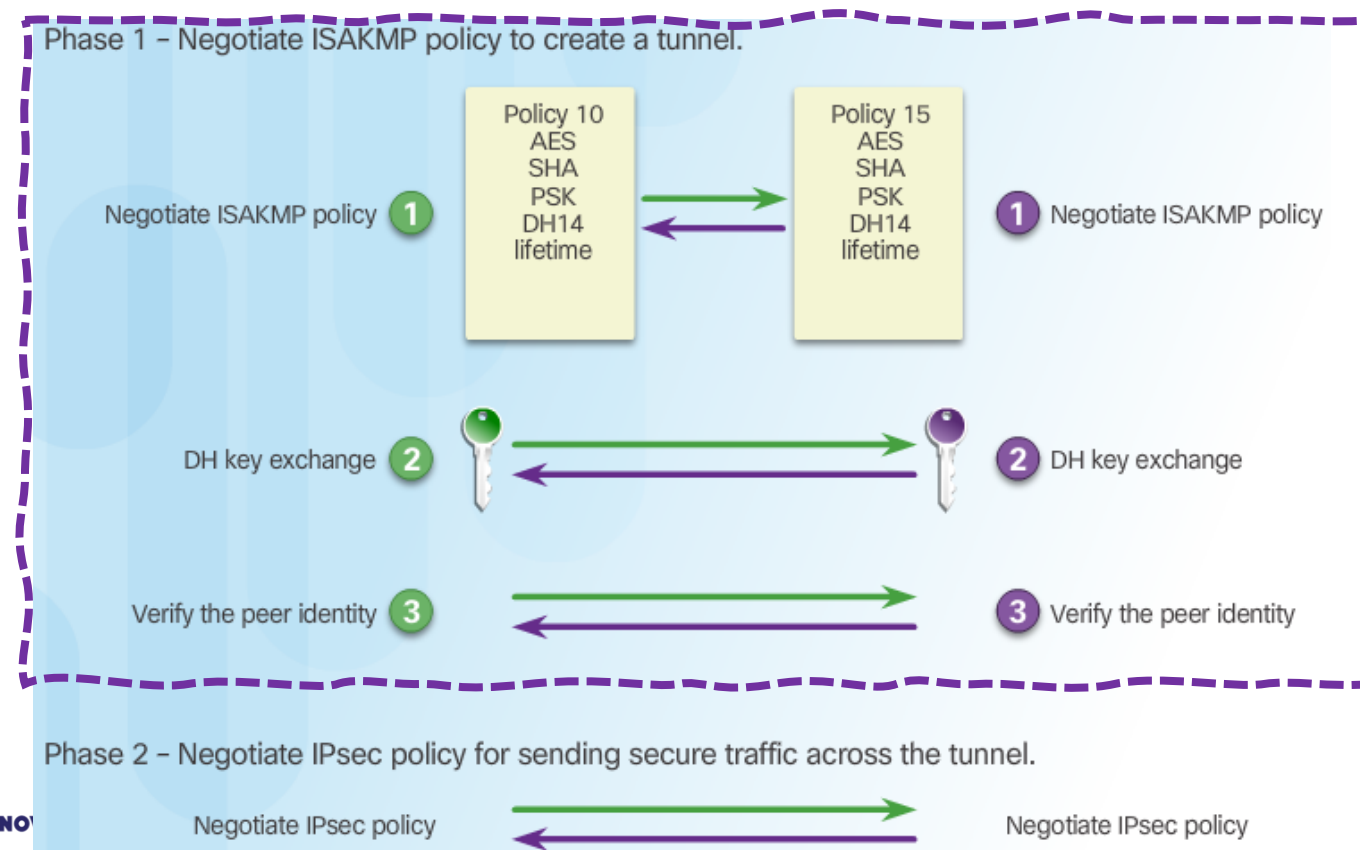 Phase 1 – Negotiate ISAKMP policy to create a tunnel.
Policy 10
AES
SHA
PSK
DH14
lifetime
Policy 15
AES
SHA
PSK
DH14
lifetime
Negotiate ISAKMP policy 1
1 Negotiate ISAKMP policy
DH key exchange 2
2 DH key exchange
Verify the peer identity 3
3 Verify the peer identity
Phase 2 – Negotiate IPsec policy for sending secure traffic across the tunnel.
Negotiate IPsec policy
Negotiate IPsec policy